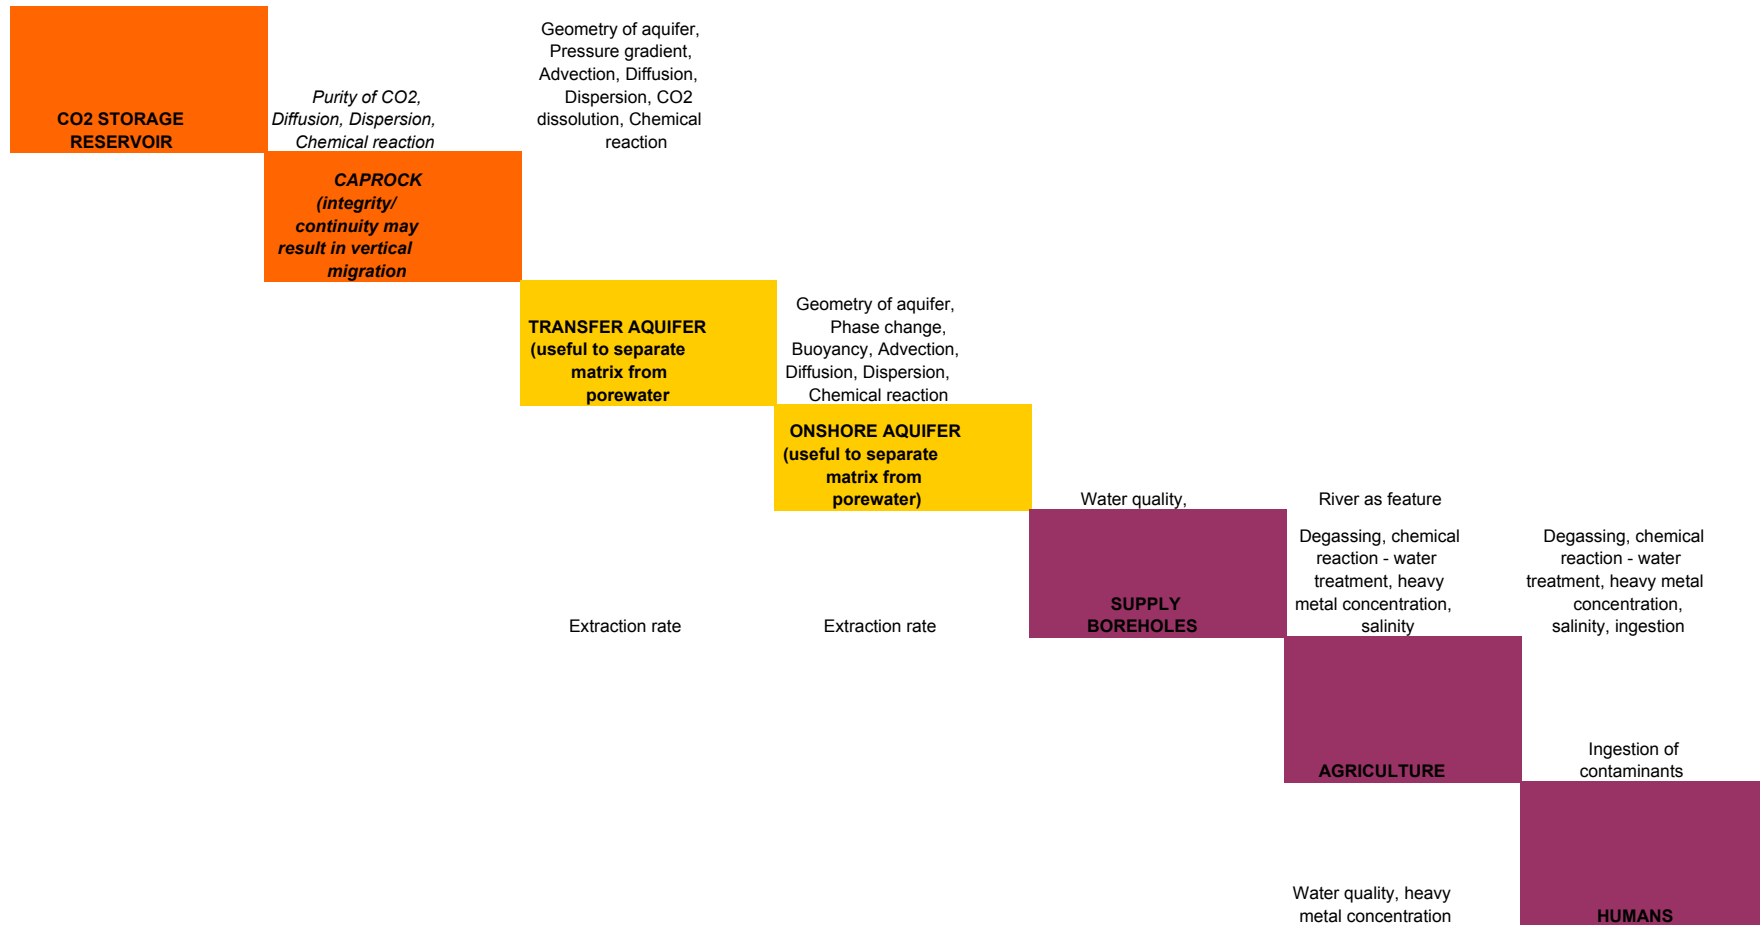 CO2 STORAGE
RESERVOIR
Purity of CO2,
Diffusion, Dispersion,
Chemical reaction
Geometry of aquifer,
Pressure gradient,
Advection, Diffusion,
Dispersion, CO2
dissolution, Chemical
reaction
CAPROCK
(integrity/
continuity may
result in vertical
migration
TRANSFER AQUIFER
(useful to separate
matrix from
porewater
Geometry of aquifer,
Phase change,
Buoyancy, Advection,
Diffusion, Dispersion,
Chemical reaction
ONSHORE AQUIFER
(useful to separate
matrix from
porewater)
Water quality,
River as feature
Extraction rate
Extraction rate
SUPPLY
BOREHOLES
Degassing, chemical
reaction - water
treatment, heavy
metal concentration,
salinity
Degassing, chemical
reaction - water
treatment, heavy metal
concentration,
salinity, ingestion
AGRICULTURE
Ingestion of
contaminants
Water quality, heavy
metal concentration
HUMANS